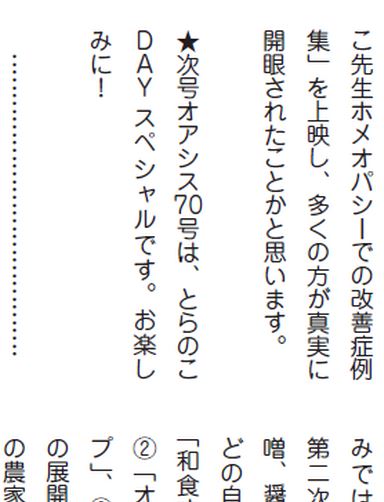 こ先生ホメオパシーでの改善症例
集」を上映し、多くの方が真実に
開眼されたことかと思います。
★次号オアシス70号は、とらのこ
DAY スペシャルです。お楽し
みに!
…………………………………
みでは
第二次
噌、醤
どの自
「和食
②「オ
プ」、
の展開
の農家